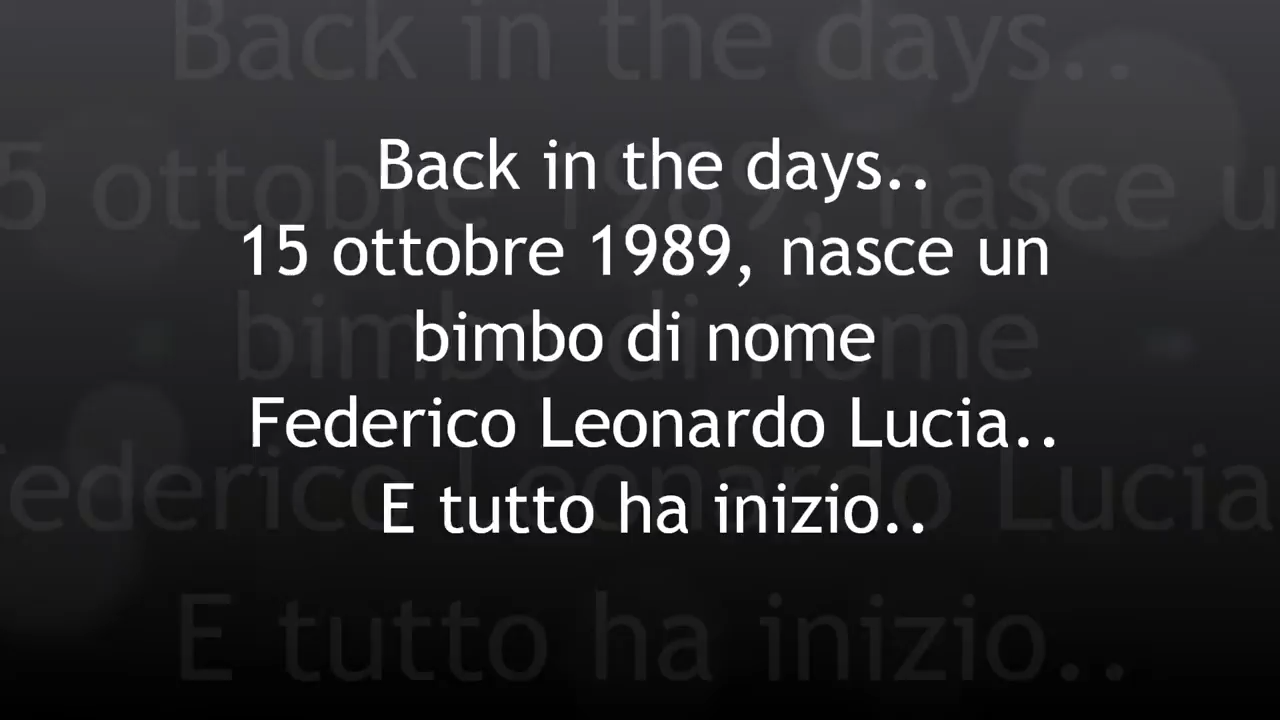 Back in the days..
15 ottobre 1989, nasce un
bimbo di nome
Federico Leonardo Lucia..
E tutto ha inizio..